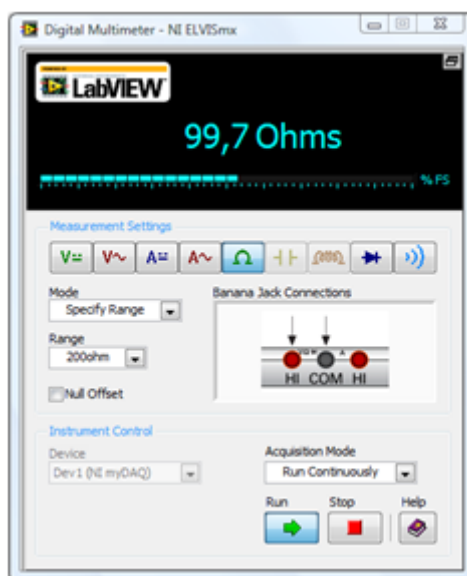 Digital Multimeter - NI ELVISmx
LabVIEW
99,7 Ohms
% FS
Measurement Settings
V V A A Ω
Mode
Banana Jack Connections
Specify Range
Range
200ohm
HI COM HI
Null Offset
Instrument Control
Device
Acquisition Mode
Dev1 (NI myDAQ)
Run Continuously
Run Stop Help